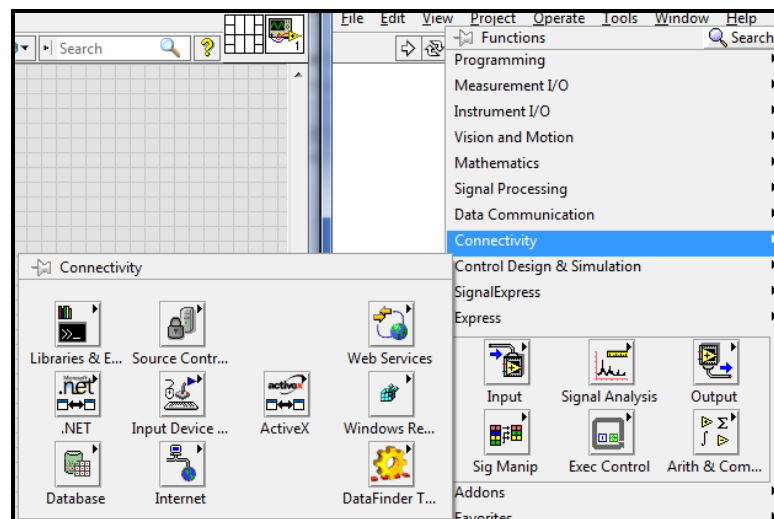 File Edit View Project Operate Tools Window Help
Search
1
Functions
Search
Programming
Measurement I/O
Instrument I/O
Vision and Motion
Mathematics
Signal Processing
Data Communication
Connectivity
Control Design & Simulation
SignalExpress
Express
Input Signal Analysis Output
Sig Manip Exec Control Arith & Com...
Addons
Favorites
Connectivity
Libraries & E... Source Contr... Web Services
.net activex
.NET Input Device ... ActiveX Windows Re...
Database Internet DataFinder T...